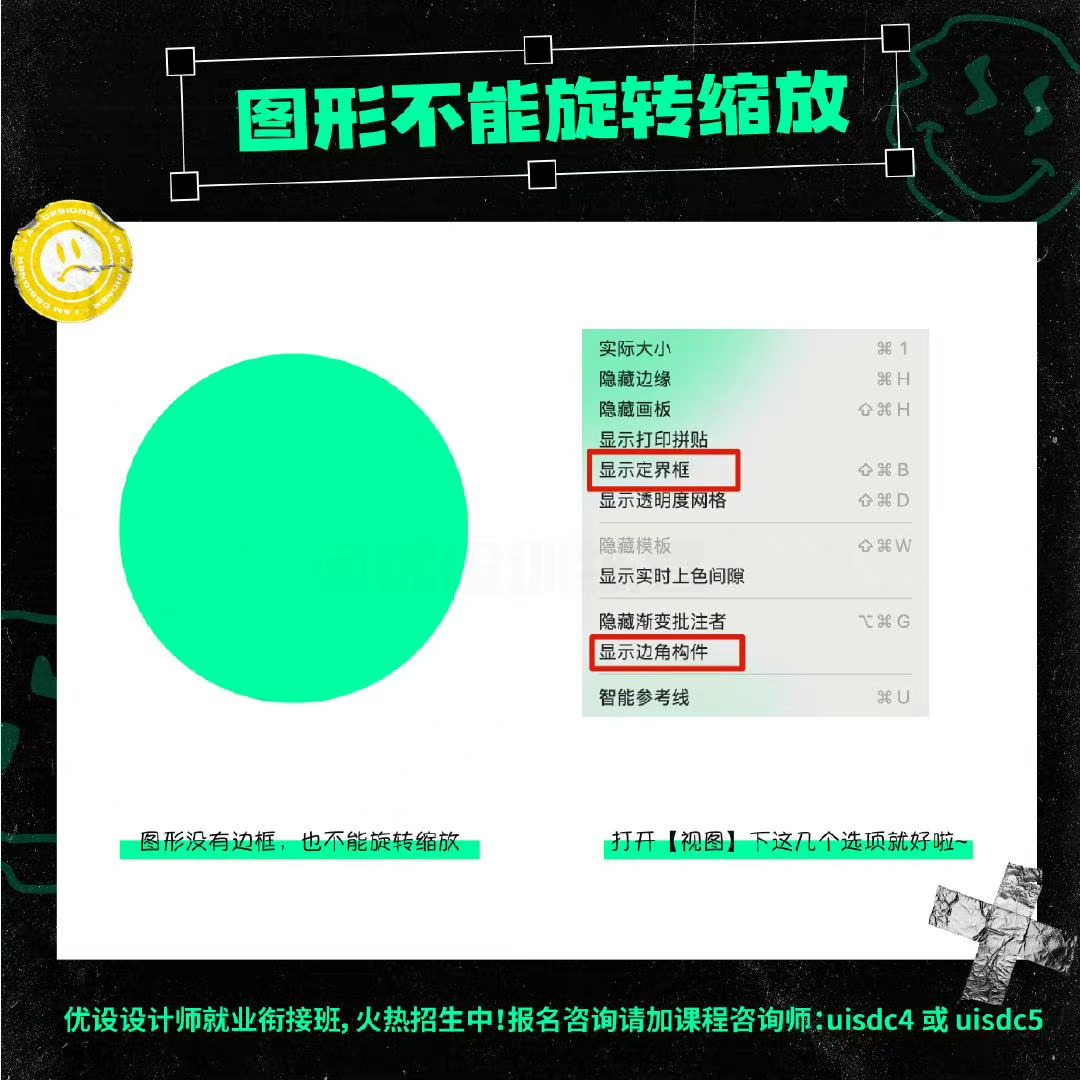 图形不能旋转缩放
I AM DESIGNER · I AM DESIGNER · I AM DESIGNER
实际大小 ⌘ 1
隐藏边缘 ⌘ H
隐藏画板 ⇧ ⌘ H
显示打印拼贴
显示定界框 ⇧ ⌘ B
显示透明度网格 ⇧ ⌘ D
隐藏模板 ⇧ ⌘ W
显示实时上色间隙
隐藏渐变批注者 ⌥ ⌘ G
显示边角构件
智能参考线 ⌘ U
图形没有边框，也不能旋转缩放
打开【视图】下这几个选项就好啦~
优设设计师就业衔接班,火热招生中!报名咨询请加课程咨询师:uisdc4 或 uisdc5